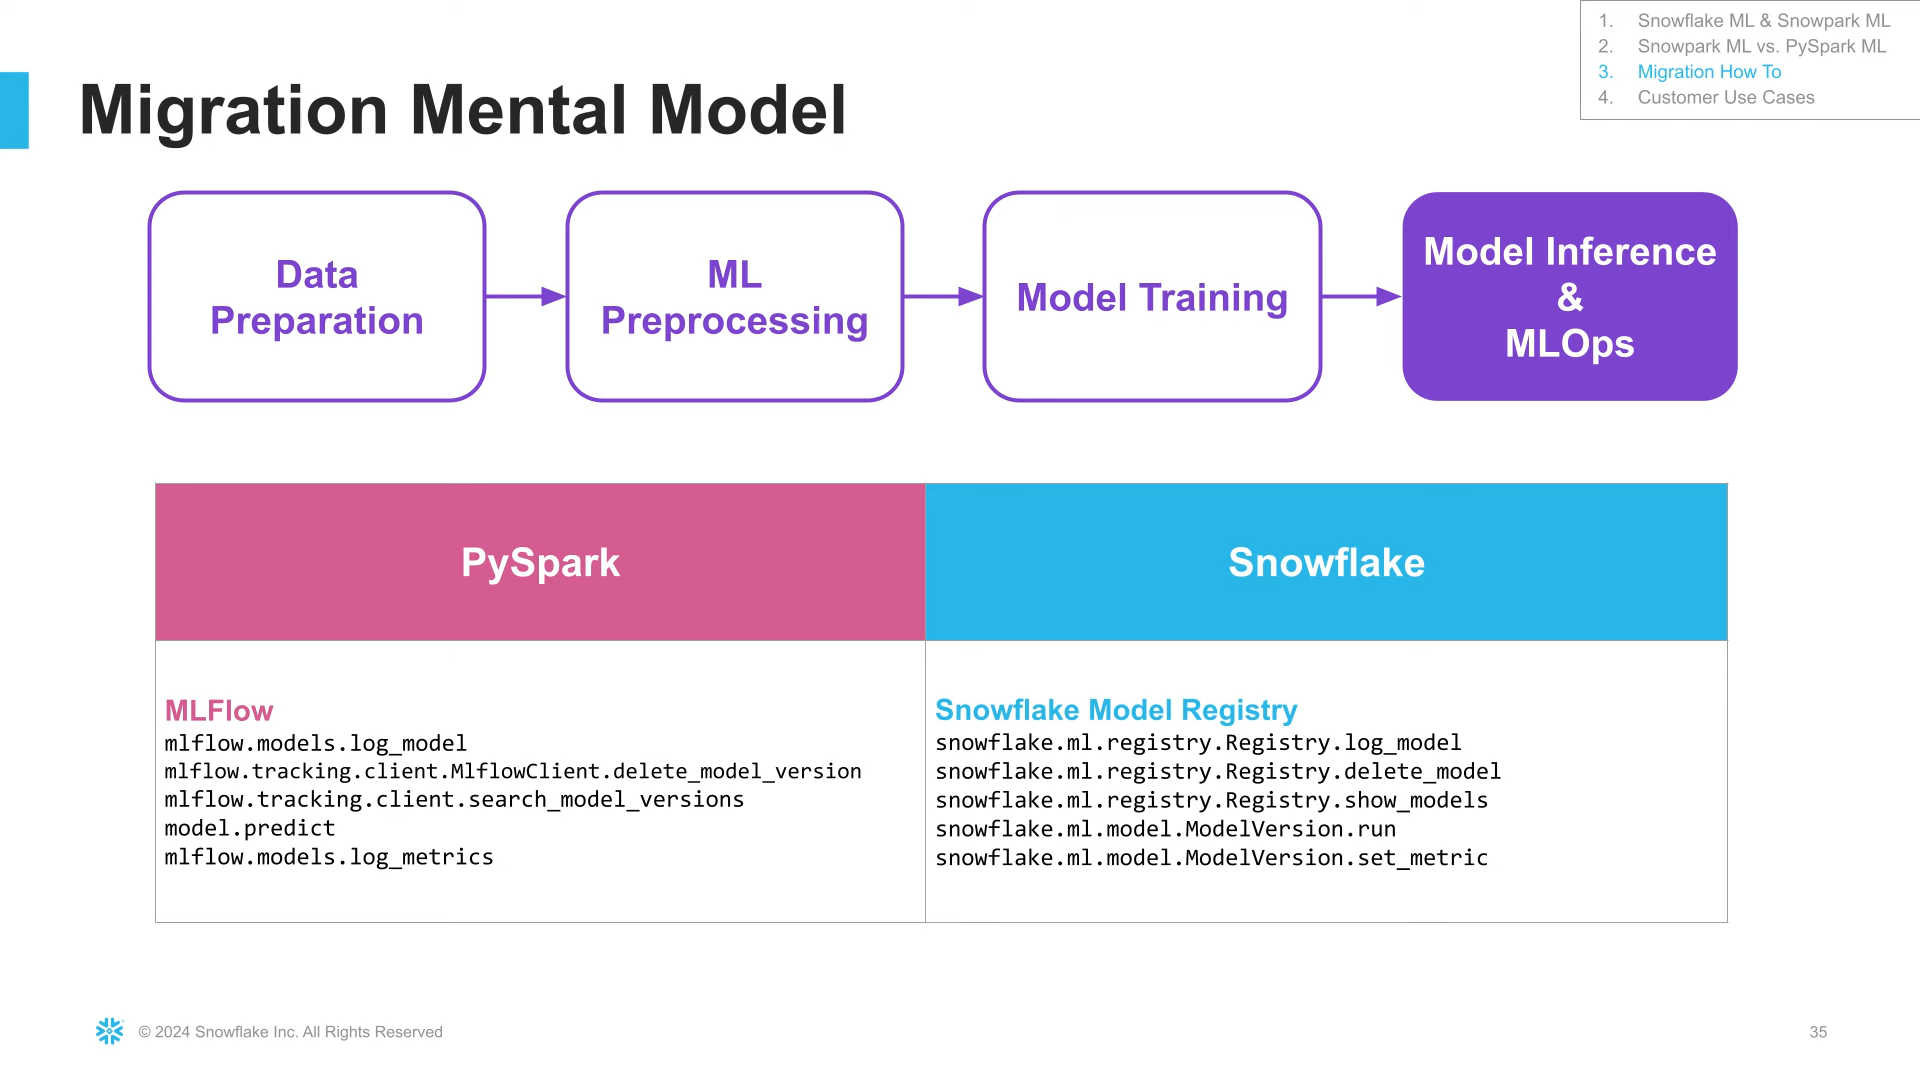 1. Snowflake ML & Snowpark ML
2. Snowpark ML vs. PySpark ML
3. Migration How To
4. Customer Use Cases
Migration Mental Model
Data
Preparation
ML
Preprocessing
Model Training
Model Inference
&
MLOps
PySpark
Snowflake
MLFlow
mlflow.models.log_model
mlflow.tracking.client.MlflowClient.delete_model_version
mlflow.tracking.client.search_model_versions
model.predict
mlflow.models.log_metrics
Snowflake Model Registry
snowflake.ml.registry.Registry.log_model
snowflake.ml.registry.Registry.delete_model
snowflake.ml.registry.Registry.show_models
snowflake.ml.model.ModelVersion.run
snowflake.ml.model.ModelVersion.set_metric
© 2024 Snowflake Inc. All Rights Reserved
35